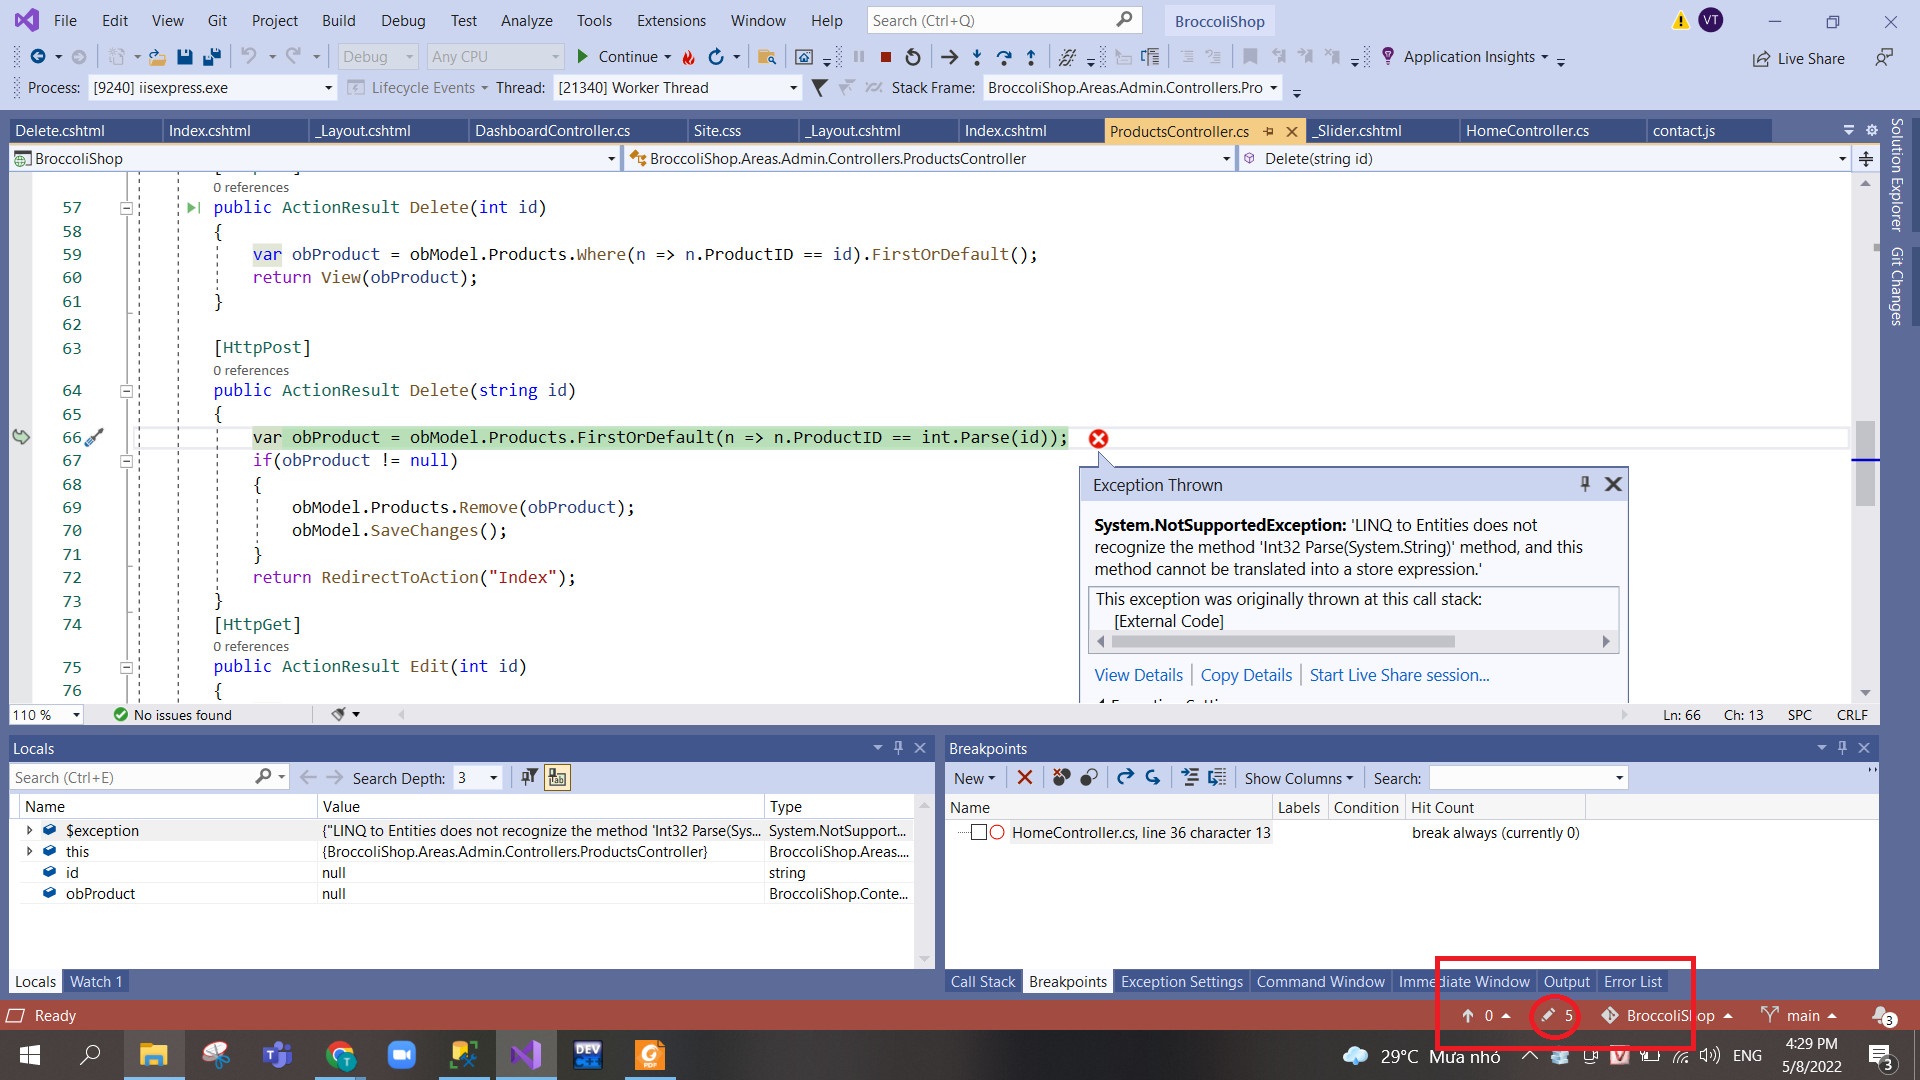 File Edit View Git Project Build Debug Test Analyze Tools Extensions Window Help Search (Ctrl+Q) BroccoliShop VT
Debug Any CPU Continue Application Insights Live Share
Process: [9240] iisexpress.exe Lifecycle Events Thread: [21340] Worker Thread Stack Frame: BroccoliShop.Areas.Admin.Controllers.Pro
Delete.cshtml Index.cshtml _Layout.cshtml DashboardController.cs Site.css _Layout.cshtml Index.cshtml ProductsController.cs _Slider.cshtml HomeController.cs contact.js
BroccoliShop BroccoliShop.Areas.Admin.Controllers.ProductsController Delete(string id)
Solution Explorer
Git Changes
0 references
57 public ActionResult Delete(int id)
58 {
59 var obProduct = obModel.Products.Where(n => n.ProductID == id).FirstOrDefault();
60 return View(obProduct);
61 }
62
63 [HttpPost]
0 references
64 public ActionResult Delete(string id)
65 {
66 var obProduct = obModel.Products.FirstOrDefault(n => n.ProductID == int.Parse(id));
67 if(obProduct != null)
68 {
69 obModel.Products.Remove(obProduct);
70 obModel.SaveChanges();
71 }
72 return RedirectToAction("Index");
73 }
74 [HttpGet]
0 references
75 public ActionResult Edit(int id)
76 {
Exception Thrown
System.NotSupportedException: 'LINQ to Entities does not
recognize the method 'Int32 Parse(System.String)' method, and this
method cannot be translated into a store expression.'
This exception was originally thrown at this call stack:
[External Code]
View Details Copy Details Start Live Share session...
110 % No issues found Ln: 66 Ch: 13 SPC CRLF
Locals
Search (Ctrl+E) Search Depth: 3
Name Value Type
$exception {"LINQ to Entities does not recognize the method 'Int32 Parse(Sys... System.NotSupport...
this {BroccoliShop.Areas.Admin.Controllers.ProductsController} BroccoliShop.Areas....
id null string
obProduct null BroccoliShop.Conte...
Locals Watch 1
Breakpoints
New Show Columns Search:
Name Labels Condition Hit Count
HomeController.cs, line 36 character 13 break always (currently 0)
Call Stack Breakpoints Exception Settings Command Window Immediate Window Output Error List
Ready 0 5 BroccoliShop main 3
DEV 29°C Mưa nhỏ ENG 4:29 PM
5/8/2022 3